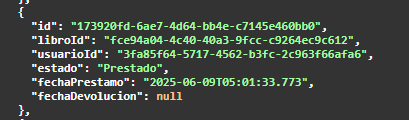 {
"id": "173920fd-6ae7-4d64-bb4e-c7145e460bb0",
"libroId": "fce94a04-4c40-40a3-9fcc-c9264ec9c612",
"usuarioId": "3fa85f64-5717-4562-b3fc-2c963f66afa6",
"estado": "Prestado",
"fechaPrestamo": "2025-06-09T05:01:33.773",
"fechaDevolucion": null
},